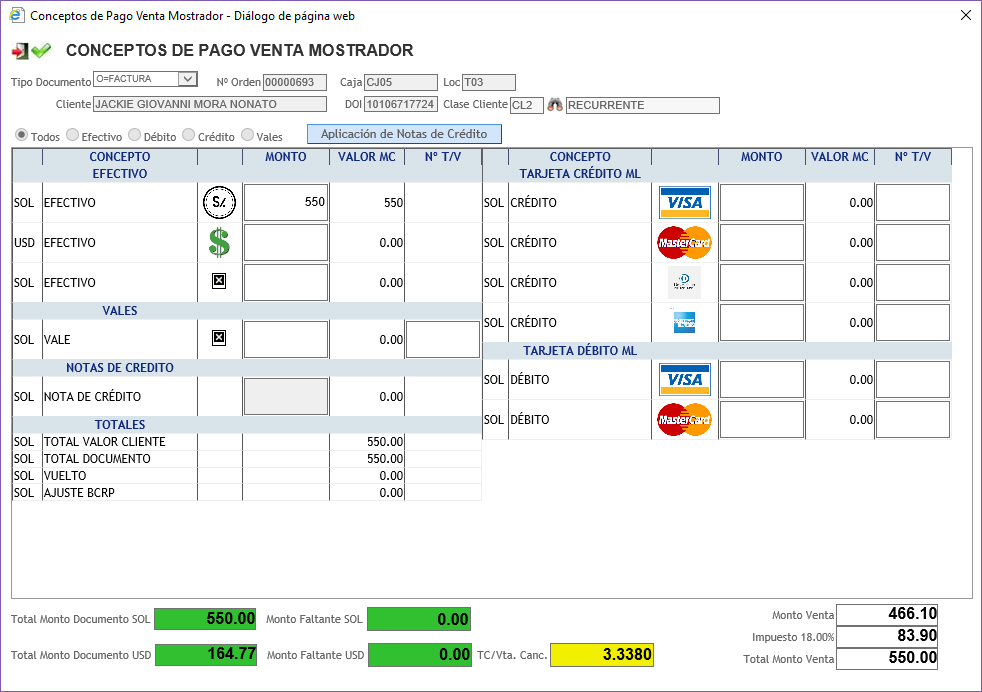 Conceptos de Pago Venta Mostrador - Diálogo de página web
CONCEPTOS DE PAGO VENTA MOSTRADOR
Tipo Documento O=FACTURA Nº Orden 00000693 Caja CJ05 Loc T03
Cliente JACKIE GIOVANNI MORA NONATO DOI 10106717724 Clase Cliente CL2 RECURRENTE
Todos Efectivo Débito Crédito Vales Aplicación de Notas de Crédito
CONCEPTO MONTO VALOR MC Nº T/V
EFECTIVO
SOL EFECTIVO S/. 550 550
USD EFECTIVO $ 0.00
SOL EFECTIVO 0.00
VALES
SOL VALE 0.00
NOTAS DE CREDITO
SOL NOTA DE CRÉDITO 0.00
TOTALES
SOL TOTAL VALOR CLIENTE 550.00
SOL TOTAL DOCUMENTO 550.00
SOL VUELTO 0.00
SOL AJUSTE BCRP 0.00
CONCEPTO MONTO VALOR MC Nº T/V
TARJETA CRÉDITO ML
SOL CRÉDITO VISA 0.00
SOL CRÉDITO MasterCard 0.00
SOL CRÉDITO 0.00
SOL CRÉDITO 0.00
TARJETA DÉBITO ML
SOL DÉBITO VISA 0.00
SOL DÉBITO MasterCard 0.00
Total Monto Documento SOL 550.00 Monto Faltante SOL 0.00
Total Monto Documento USD 164.77 Monto Faltante USD 0.00 TC/Vta. Canc. 3.3380
Monto Venta 466.10
Impuesto 18.00% 83.90
Total Monto Venta 550.00